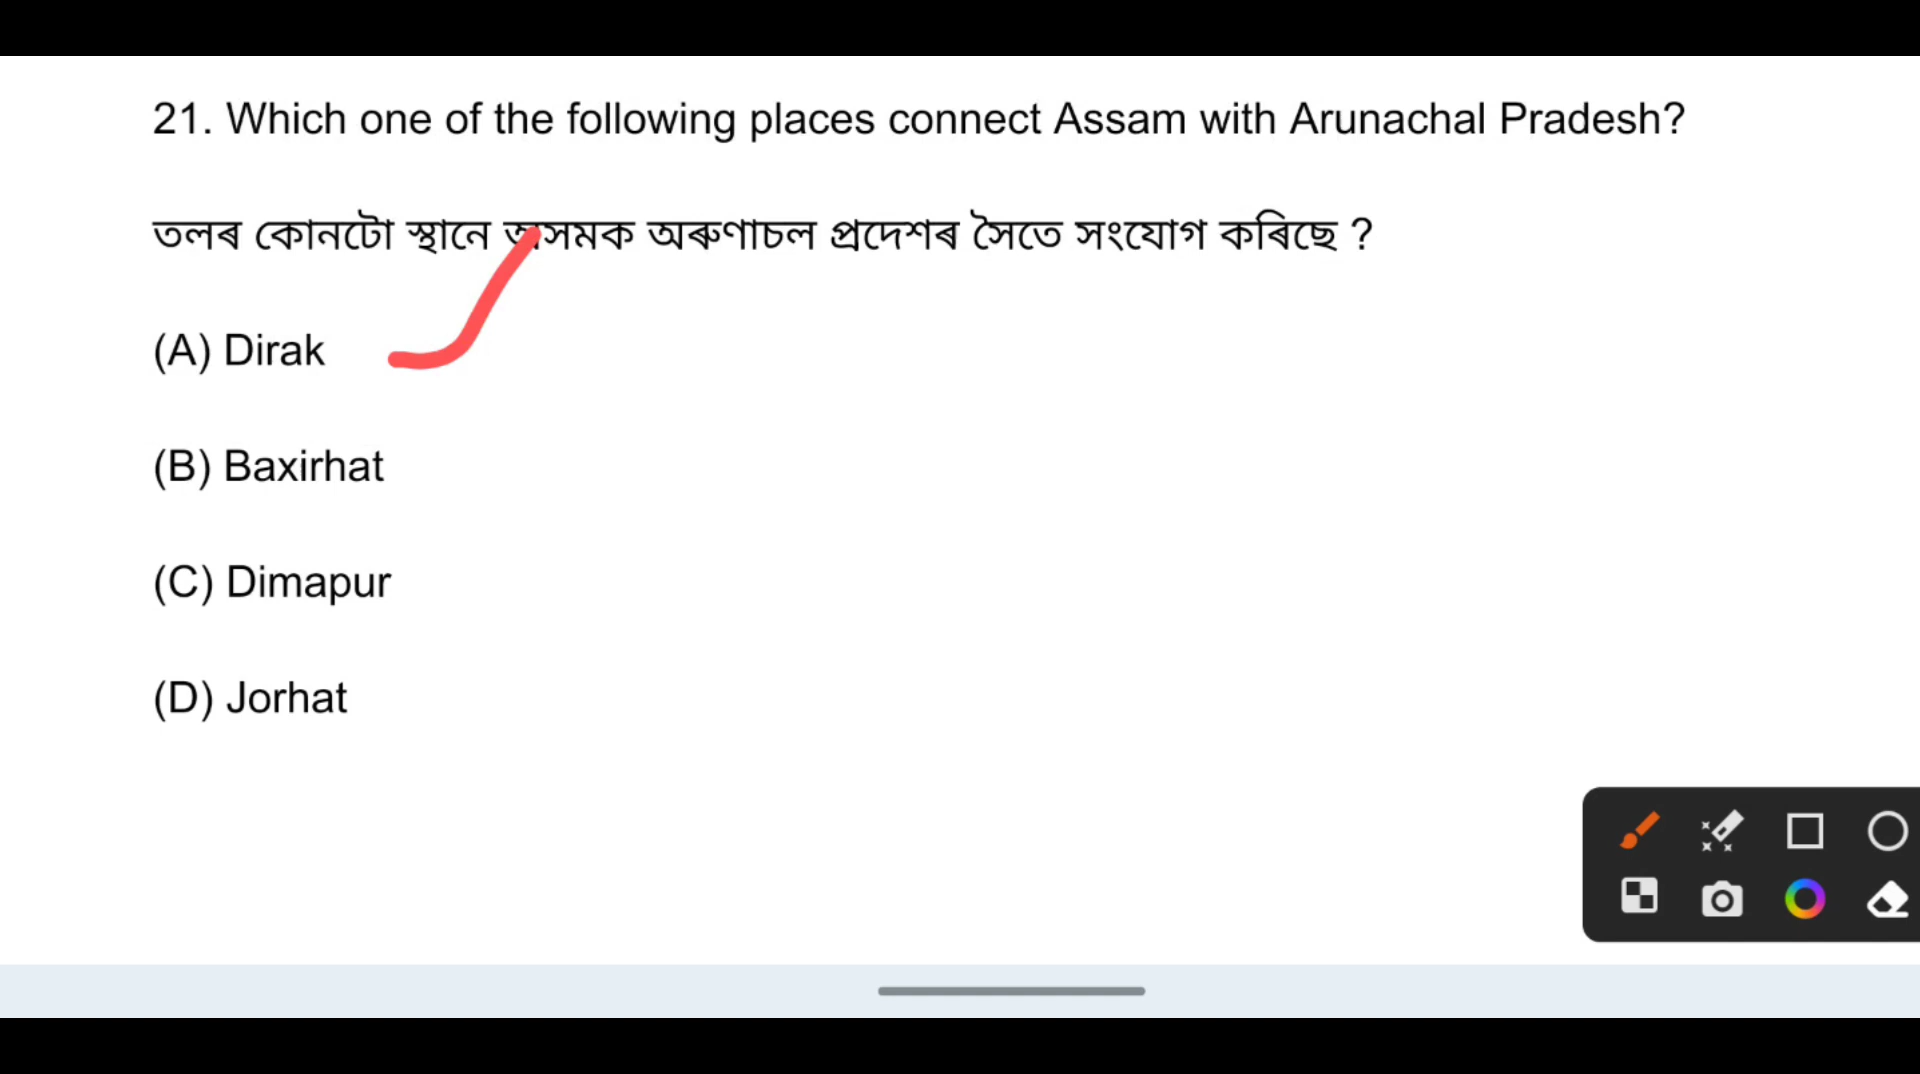 21. Which one of the following places connect Assam with Arunachal Pradesh?
তলৰ কোনটো স্থানে অসমক অৰুণাচল প্ৰদেশৰ সৈতে সংযোগ কৰিছে ?
(A) Dirak
(B) Baxirhat
(C) Dimapur
(D) Jorhat